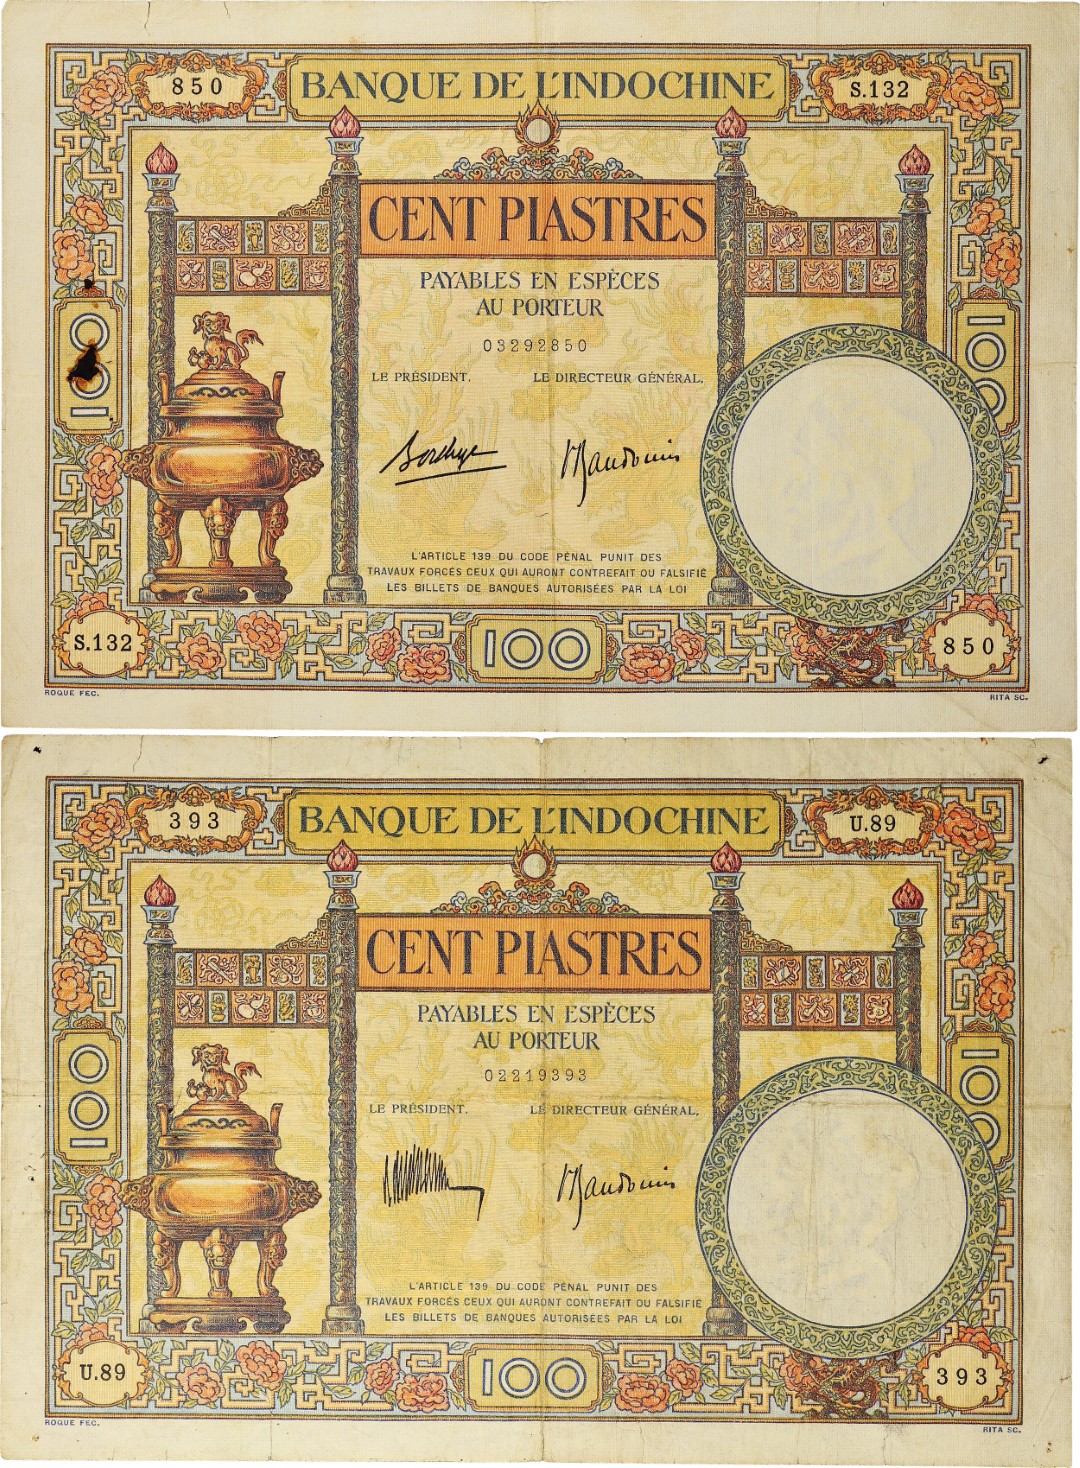 850
BANQUE DE L'INDOCHINE
S.132
CENT PIASTRES
PAYABLES EN ESPÈCES
AU PORTEUR
100
03292850
LE PRÉSIDENT. LE DIRECTEUR GÉNÉRAL.
L'ARTICLE 139 DU CODE PÉNAL PUNIT DES
TRAVAUX FORCÉS CEUX QUI AURONT CONTREFAIT OU FALSIFIÉ
LES BILLETS DE BANQUES AUTORISÉES PAR LA LOI
S.132
100
850
ROQUE FEC.
RITA SC.
393
BANQUE DE L'INDOCHINE
U.89
CENT PIASTRES
PAYABLES EN ESPÈCES
AU PORTEUR
100
100
02219393
LE PRÉSIDENT. LE DIRECTEUR GÉNÉRAL.
L'ARTICLE 139 DU CODE PÉNAL PUNIT DES
TRAVAUX FORCÉS CEUX QUI AURONT CONTREFAIT OU FALSIFIÉ
LES BILLETS DE BANQUES AUTORISÉES PAR LA LOI
U.89
100
393
ROQUE FEC.
RITA SC.